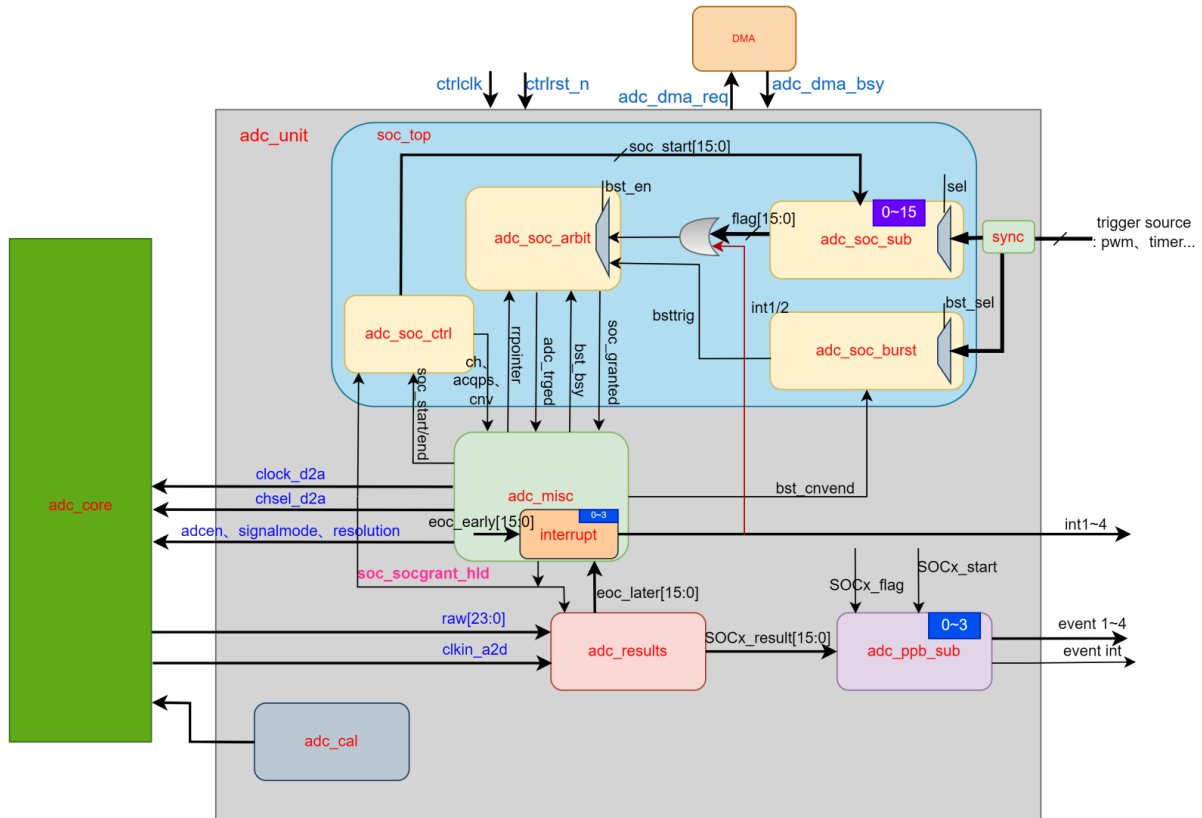 DMA
ctrlclk
ctrlrst_n
adc_dma_req
adc_dma_bsy
adc_unit
soc_top
soc_start[15:0]
bst_en
adc_soc_arbit
flag[15:0]
0~15
sel
adc_soc_sub
sync
trigger source
: pwm、timer...
adc_soc_ctrl
bsttrig
int1/2
bst_sel
adc_soc_burst
ch、
acqps、
cnv
soc_start/end
rrpointer
adc_trged
bst_bsy
soc_granted
adc_core
clock_d2a
chsel_d2a
adcen、signalmode、resolution
adc_misc
bst_cnvend
eoc_early[15:0]
0~3
interrupt
int1~4
soc_socgrant_hld
eoc_later[15:0]
SOCx_flag
SOCx_start
raw[23:0]
clkin_a2d
adc_results
SOCx_result[15:0]
0~3
adc_ppb_sub
event 1~4
event int
adc_cal